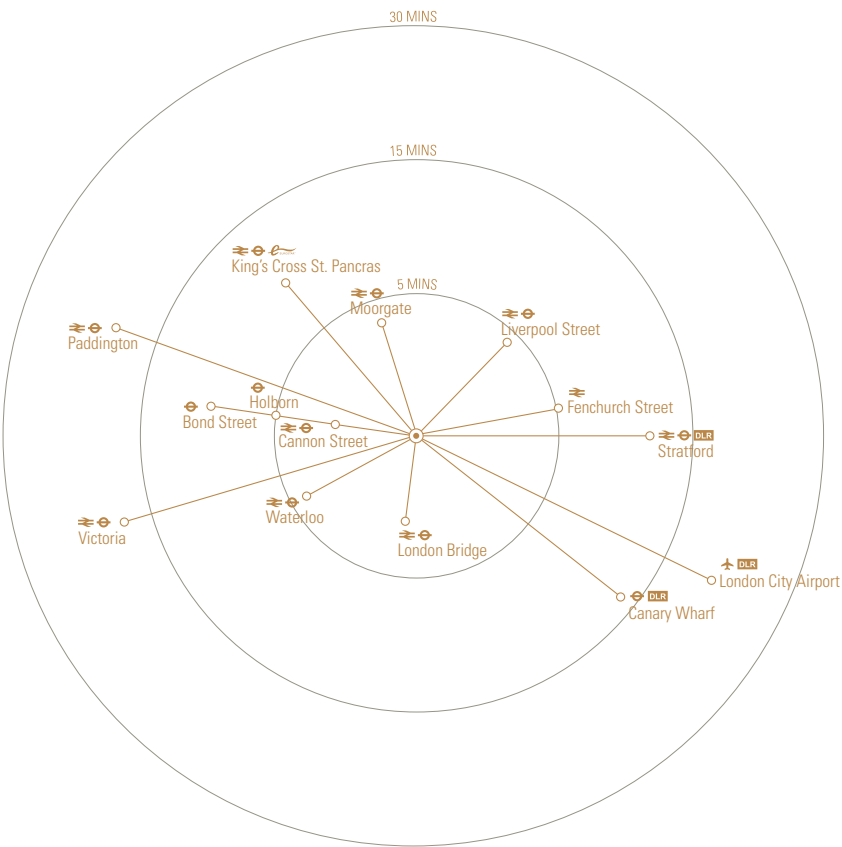 30 MINS
15 MINS
King's Cross St. Pancras
5 MINS
Moorgate
Liverpool Street
Paddington
Holborn
Fenchurch Street
Bond Street
Cannon Street
DLR
Stratford
Waterloo
Victoria
London Bridge
DLR
London City Airport
DLR
Canary Wharf